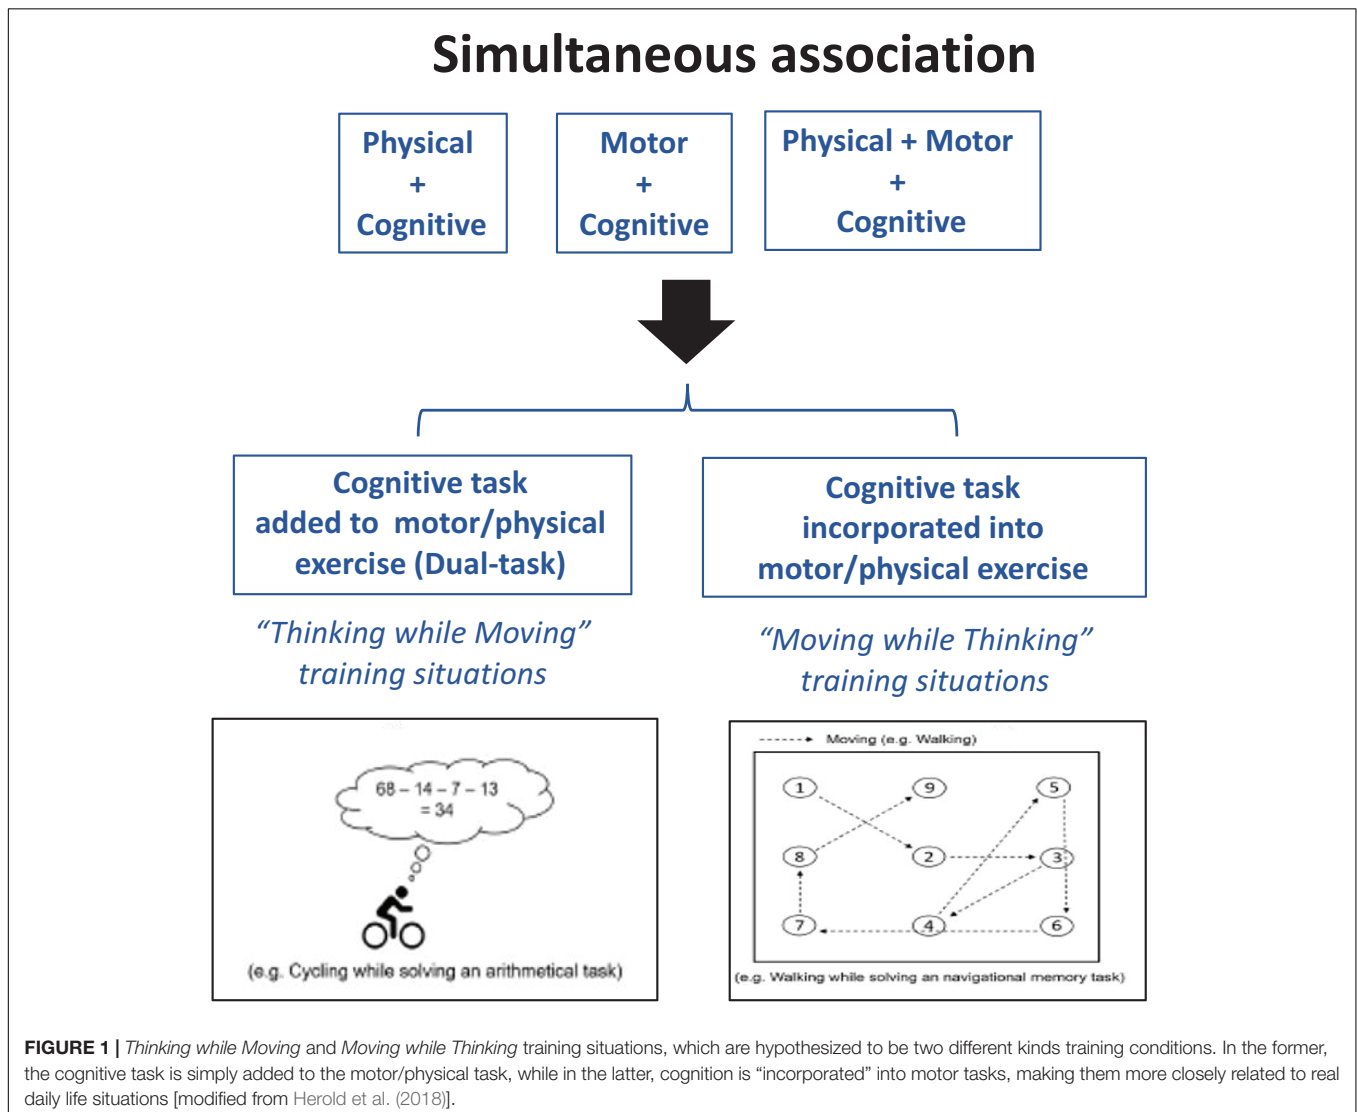 Simultaneous association
Physical
+
Cognitive
Motor
+
Cognitive
Physical + Motor
+
Cognitive
Cognitive task
added to motor/physical
exercise (Dual-task)
Cognitive task
incorporated into
motor/physical exercise
“Thinking while Moving”
training situations
“Moving while Thinking”
training situations
68 – 14 – 7 – 13
= 34
(e.g. Cycling while solving an arithmetical task)
Moving (e.g. Walking)
1
9
5
8
2
3
7
4
6
(e.g. Walking while solving an navigational memory task)
FIGURE 1 | Thinking while Moving and Moving while Thinking training situations, which are hypothesized to be two different kinds training conditions. In the former,
the cognitive task is simply added to the motor/physical task, while in the latter, cognition is “incorporated” into motor tasks, making them more closely related to real
daily life situations [modified from Herold et al. (2018)].